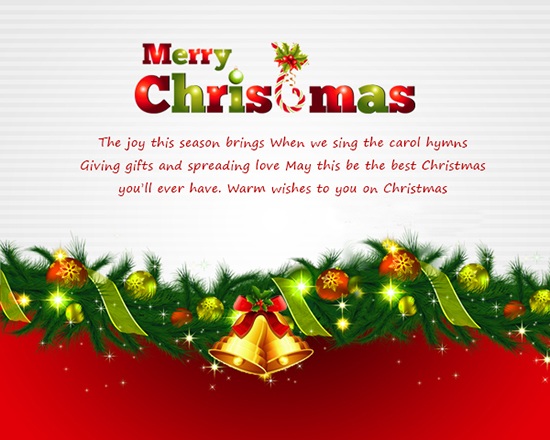 Merry
Christmas
The joy this season brings When we sing the carol hymns
Giving gifts and spreading love May this be the best Christmas
you'll ever have. Warm wishes to you on Christmas